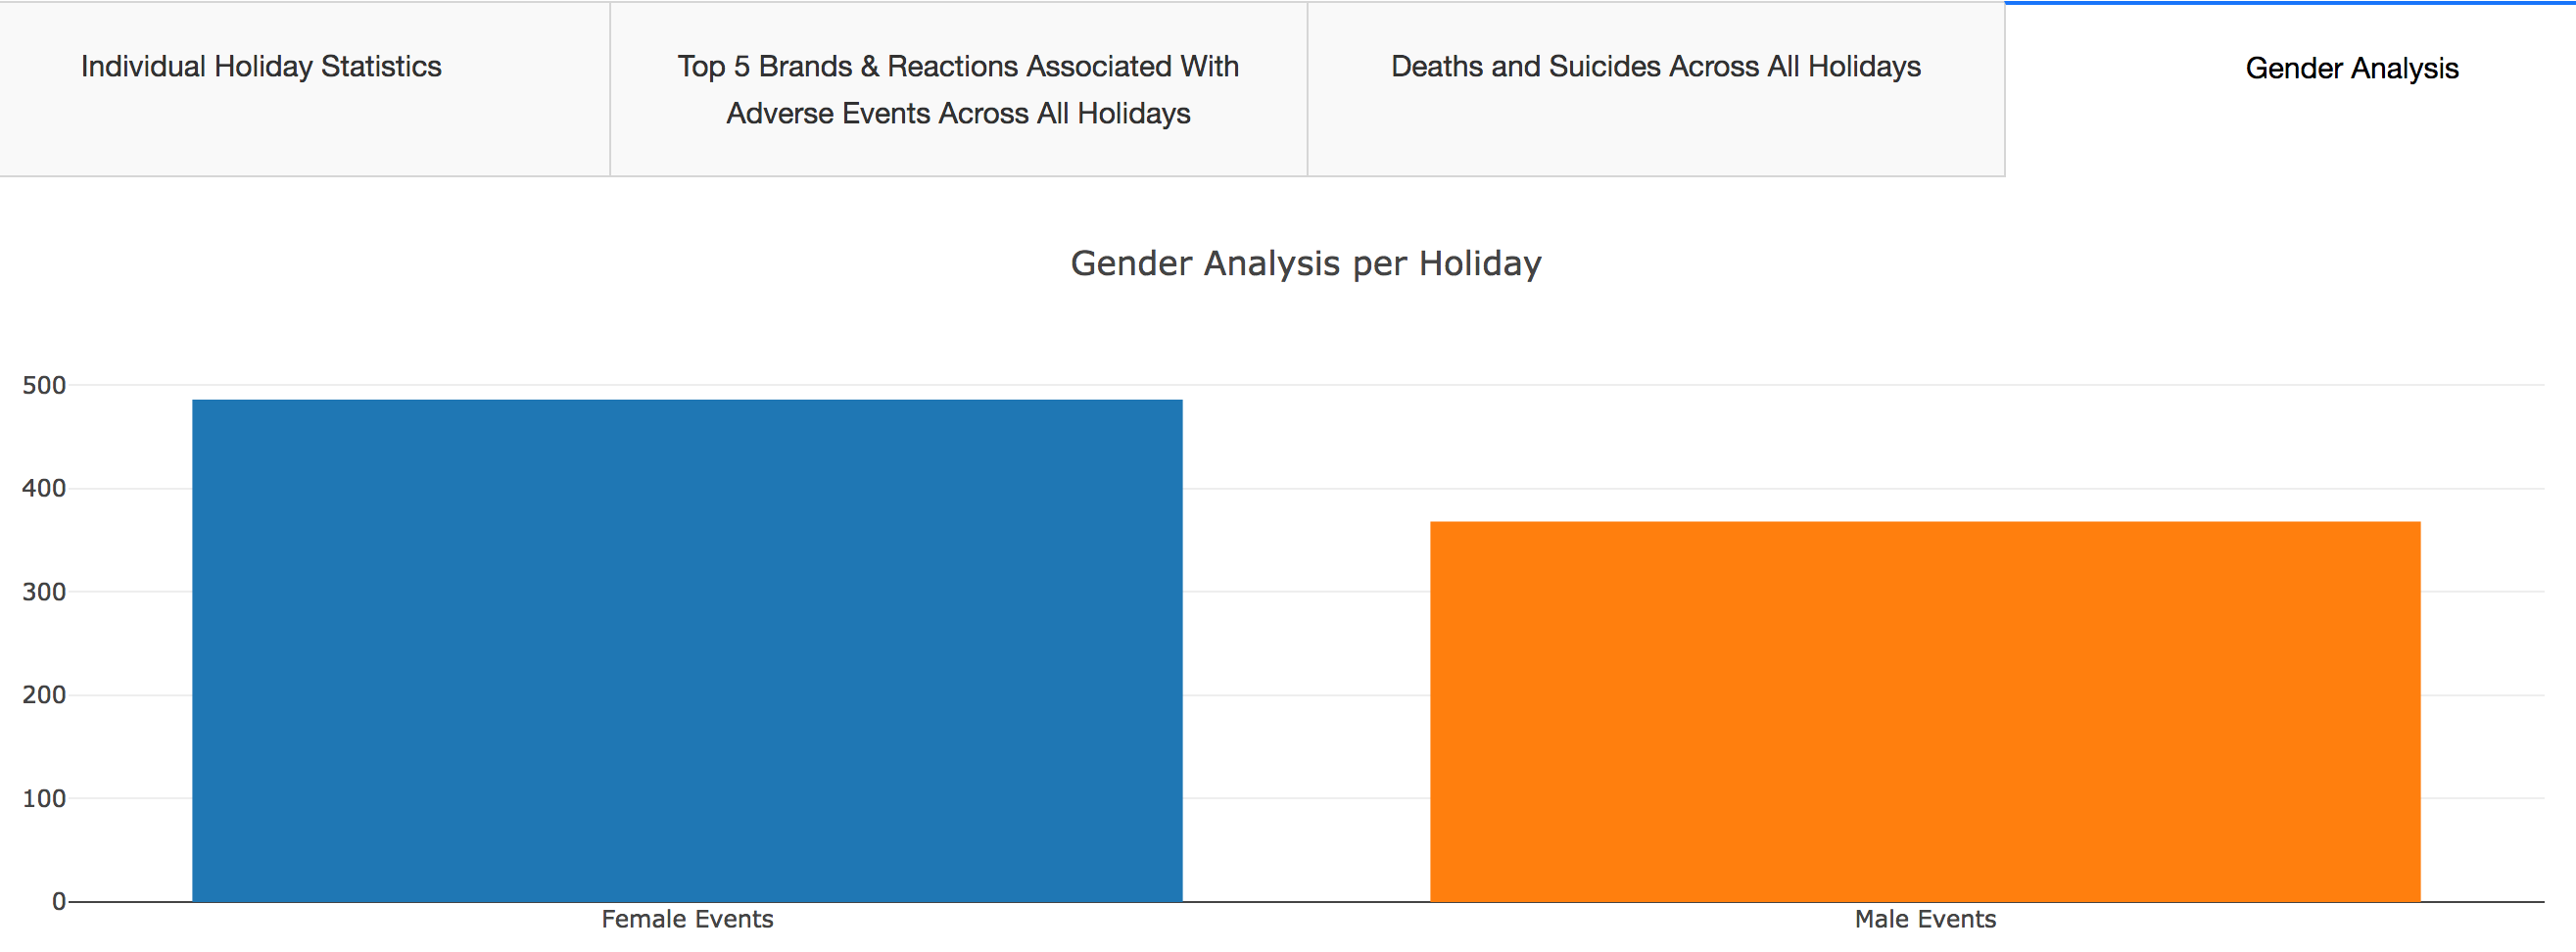 Individual Holiday Statistics
Top 5 Brands & Reactions Associated With
Adverse Events Across All Holidays
Deaths and Suicides Across All Holidays
Gender Analysis
Gender Analysis per Holiday
500
400
300
200
100
0
Female Events
Male Events